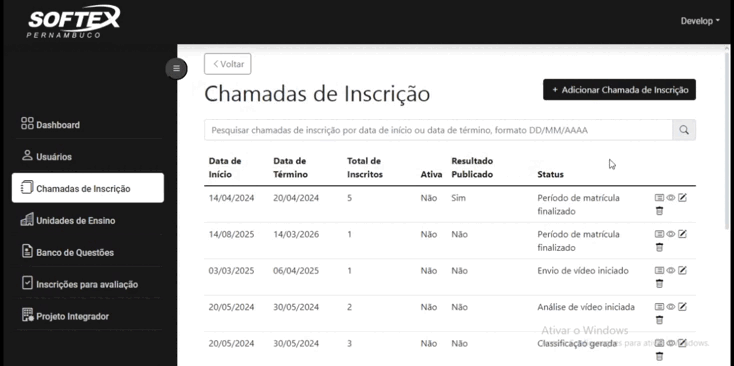 SOFTEX
PERNAMBUCO
Develop
Voltar
Chamadas de Inscrição
+ Adicionar Chamada de Inscrição
Pesquisar chamadas de inscrição por data de início ou data de término, formato DD/MM/AAAA
Dashboard
Usuários
Chamadas de Inscrição
Unidades de Ensino
Banco de Questões
Inscrições para avaliação
Projeto Integrador
Data de Início Data de Término Total de Inscritos Ativa Resultado Publicado Status
14/04/2024 20/04/2024 5 Não Sim Período de matrícula
finalizado
14/08/2025 14/03/2026 1 Não Não Período de matrícula
finalizado
03/03/2025 06/04/2025 1 Não Não Envio de vídeo iniciado
20/05/2024 30/05/2024 2 Não Não Análise de vídeo iniciada
Ativar o Windows
20/05/2024 30/05/2024 3 Não Não Classificação gerada